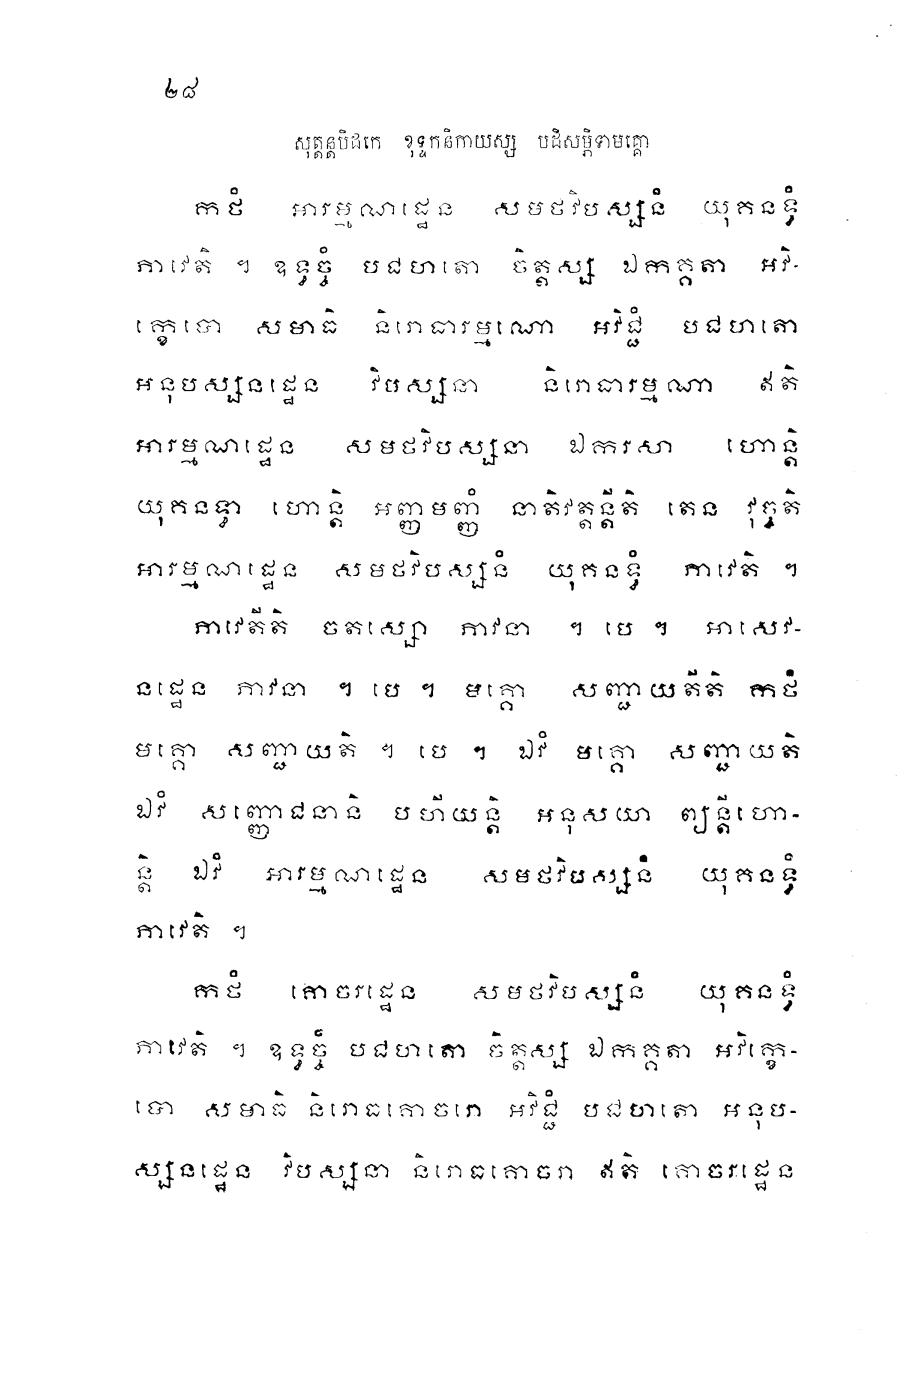 ២៨
សុត្តន្តបិដកេ ខុទ្ទកនិកាយស្ស បដិសម្ភិទាមគ្គោ
កថំ អារម្មណដ្ឋេន សមថវិបស្សនំ យុគនទ្ធំ
ភាវេតិ ។ ឧទ្ធច្ចំ បជហតោ ចិត្តស្ស ឯកគ្គតា អវិ-
ក្ខេបោ សមាធិ និរោធារម្មណោ អវិជ្ជំ បជហតោ
អនុបស្សនដ្ឋេន វិបស្សនា និរោធារម្មណា ឥតិ
អារម្មណដ្ឋេន សមថវិបស្សនា ឯករសា ហោន្តិ
យុគនទ្ធា ហោន្តិ អញ្ញមញ្ញំ នាតិវត្តន្តីតិ តេន វុច្ចតិ
អារម្មណដ្ឋេន សមថវិបស្សនំ យុគនទ្ធំ ភាវេតិ ។
ភាវេតីតិ ចតស្សោ ភាវនា ។ បេ ។ អាសេវ-
នដ្ឋេន ភាវនា ។ បេ ។ មគ្គោ សញ្ជាយតីតិ កថំ
មគ្គោ សញ្ជាយតិ ។ បេ ។ ឯវំ មគ្គោ សញ្ជាយតិ
ឯវំ សញ្ញោជនានិ បហីយន្តិ អនុសយា ព្យន្តីហោ-
ន្តិ ឯវំ អារម្មណដ្ឋេន សមថវិបស្សនំ យុគនទ្ធំ
ភាវេតិ ។
កថំ គោចរដ្ឋេន សមថវិបស្សនំ យុគនទ្ធំ
ភាវេតិ ។ ឧទ្ធច្ចំ បជហតោ ចិត្តស្ស ឯកគ្គតា អវិក្ខេ-
បោ សមាធិ និរោធគោចរោ អវិជ្ជំ បជហតោ អនុប-
ស្សនដ្ឋេន វិបស្សនា និរោធគោចរា ឥតិ គោចរដ្ឋេន